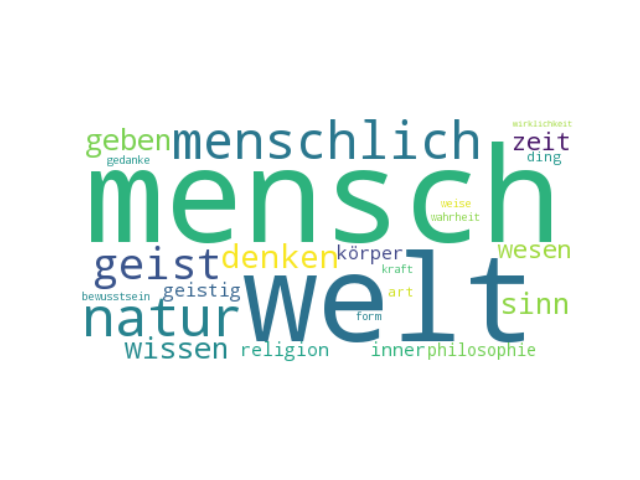 wirklichkeit
geben menschlich zeit
gedanke ding
mensch
weise
wahrheit
geist denken körper wesen
kraft
bewusstsein geistig welt art
natur form sinn
wissen religion inner philosophie